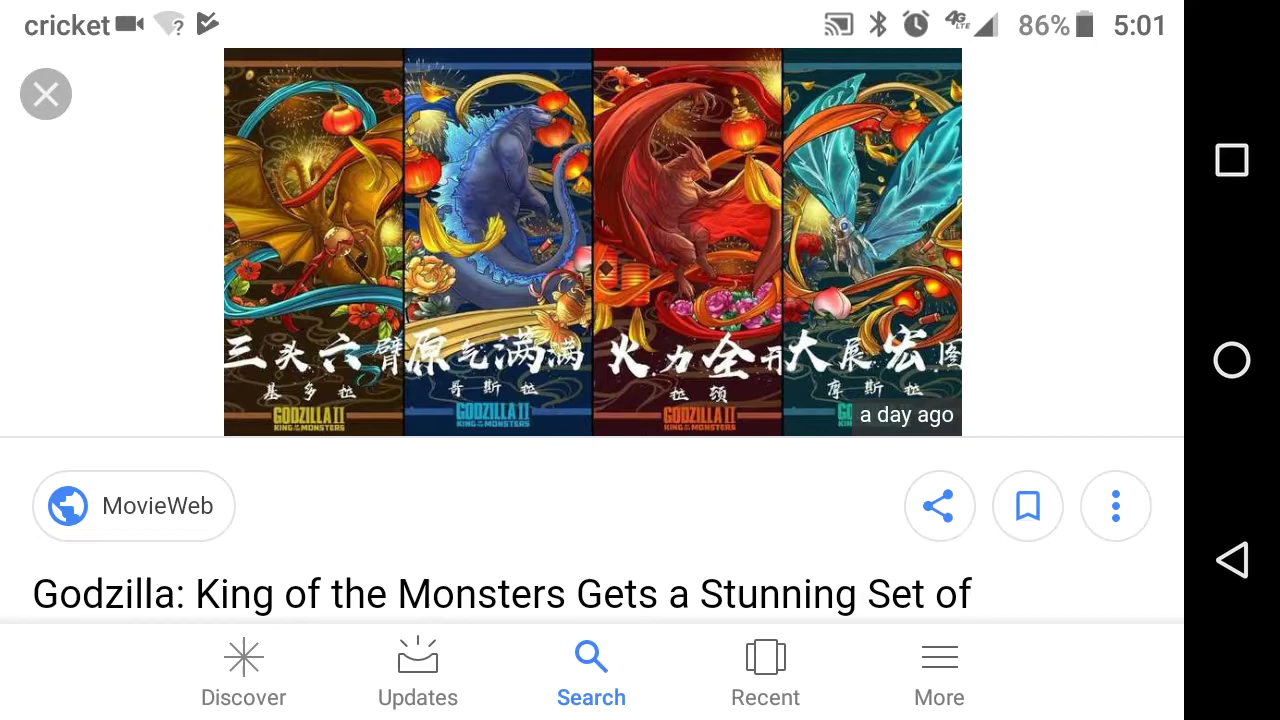 cricket
4G LTE 86% 5:01
三头六臂
基多拉
GODZILLA II
KING OF THE MONSTERS
原气满满
哥斯拉
GODZILLA II
KING OF THE MONSTERS
火力全开
拉顿
GODZILLA II
KING OF THE MONSTERS
大展宏图
摩斯拉
a day ago
MovieWeb
Godzilla: King of the Monsters Gets a Stunning Set of
Discover Updates Search Recent More